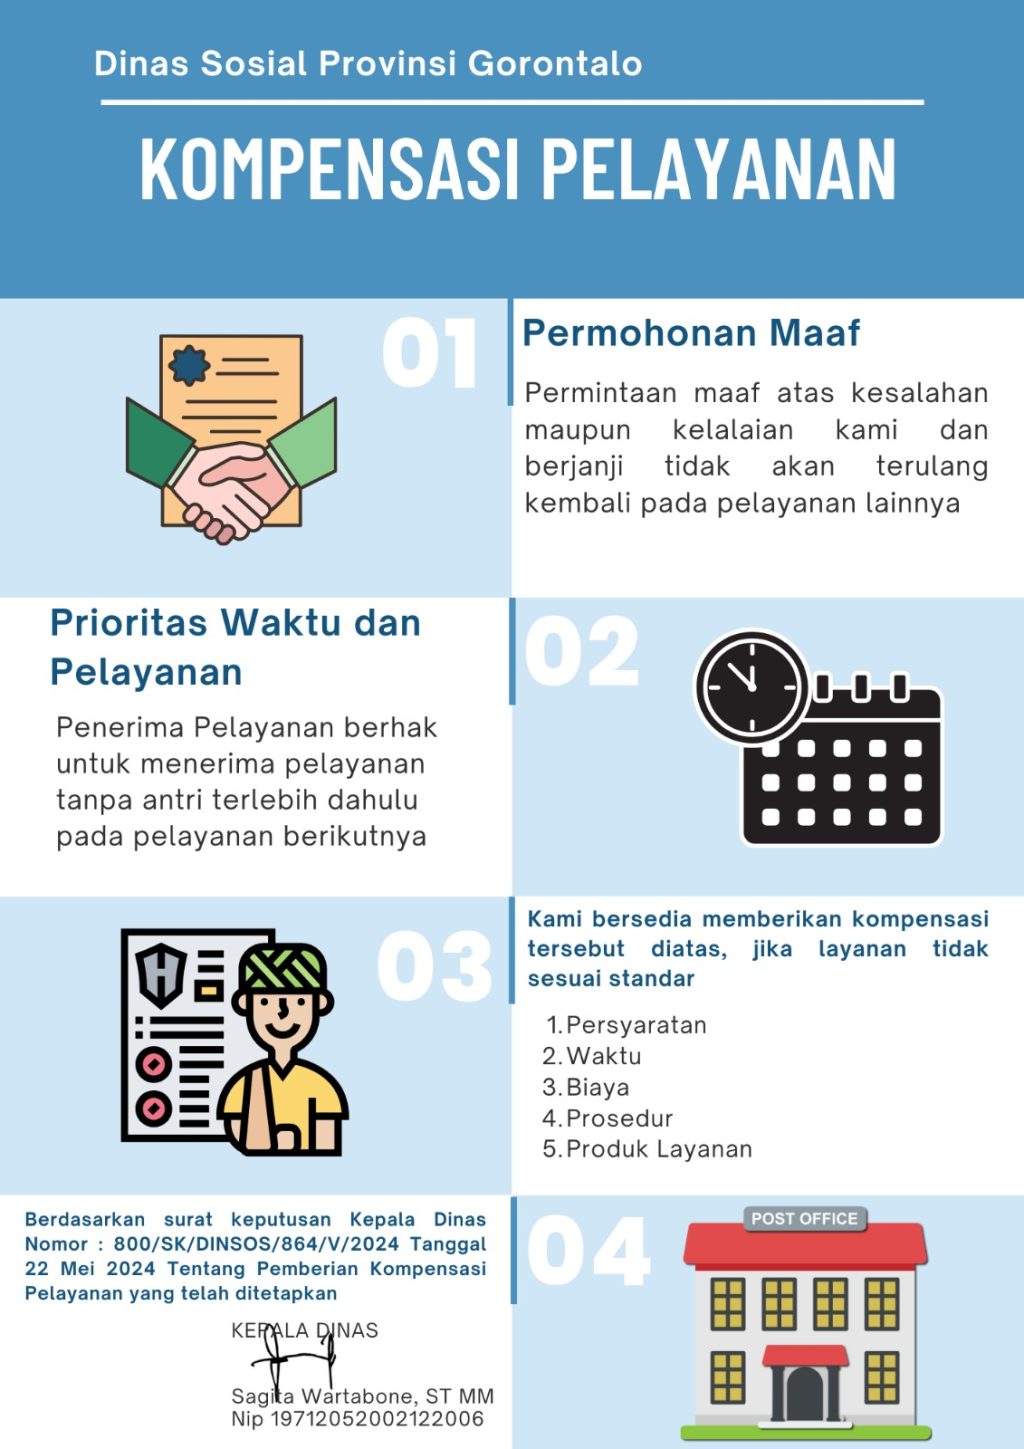 Dinas Sosial Provinsi Gorontalo
KOMPENSASI PELAYANAN
01
Permohonan Maaf
Permintaan maaf atas kesalahan
maupun kelalaian kami dan
berjanji tidak akan terulang
kembali pada pelayanan lainnya
Prioritas Waktu dan
Pelayanan
Penerima Pelayanan berhak
untuk menerima pelayanan
tanpa antri terlebih dahulu
pada pelayanan berikutnya
02
03
Kami bersedia memberikan kompensasi
tersebut diatas, jika layanan tidak
sesuai standar
1. Persyaratan
2. Waktu
3. Biaya
4. Prosedur
5. Produk Layanan
Berdasarkan surat keputusan Kepala Dinas
Nomor : 800/SK/DINSOS/864/V/2024 Tanggal
22 Mei 2024 Tentang Pemberian Kompensasi
Pelayanan yang telah ditetapkan
KEPALA DINAS
Sagita Wartabone, ST MM
Nip 19712052002122006
04
POST OFFICE